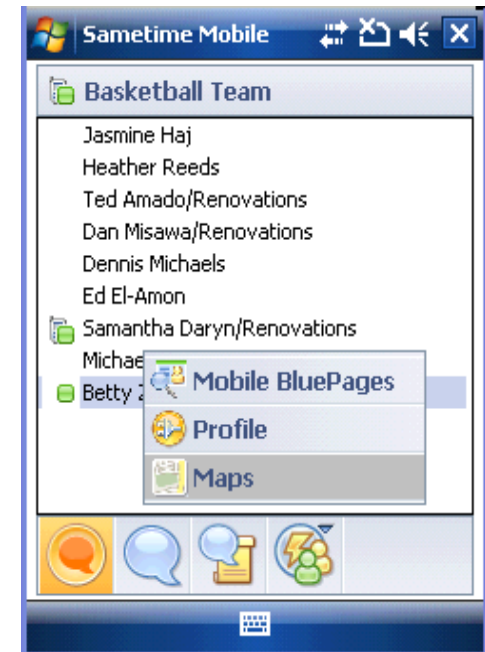 Sametime Mobile
Basketball Team
Jasmine Haj
Heather Reeds
Ted Amado/Renovations
Dan Misawa/Renovations
Dennis Michaels
Ed El-Amon
Samantha Daryn/Renovations
Mobile BluePages
Betty
Profile
Maps